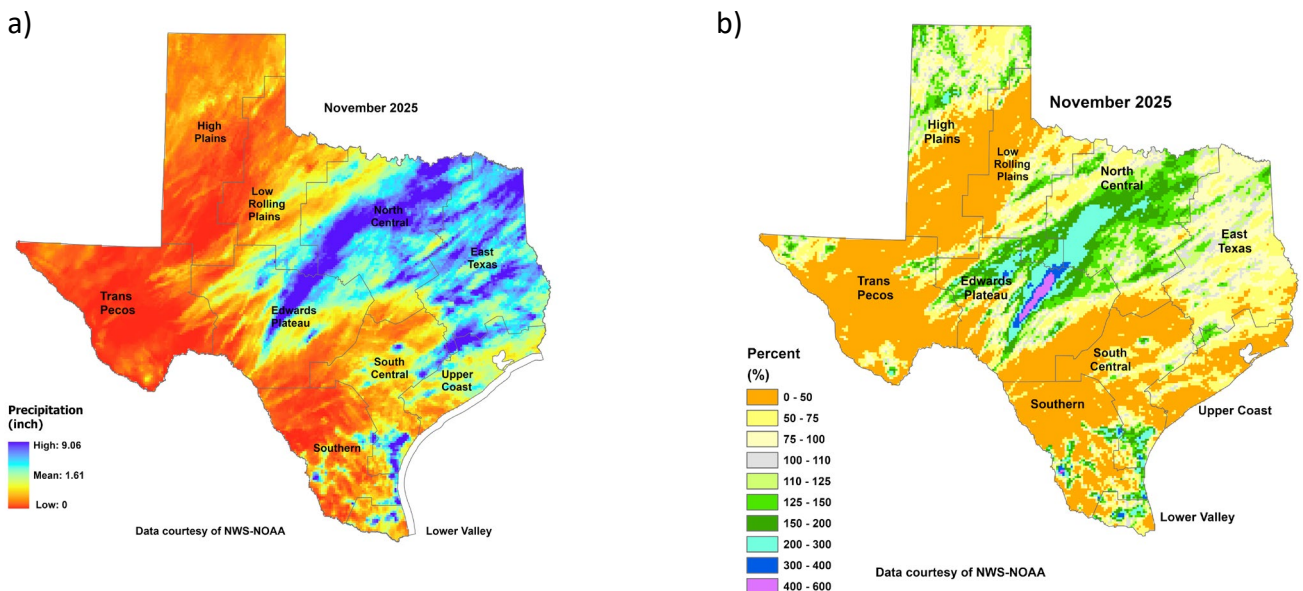 a)
November 2025
High
Plains
Low
Rolling
Plains
North
Central
East
Texas
Trans
Pecos
Edwards
Plateau
South
Central
Upper
Coast
Southern
Precipitation
(inch)
High: 9.06
Mean: 1.61
Low: 0
Data courtesy of NWS-NOAA
Lower Valley
b)
November 2025
High
Plains
Low
Rolling
Plains
North
Central
East
Texas
Trans
Pecos
Edwards
Plateau
South
Central
Southern
Upper Coast
Percent
(%)
0 - 50
50 - 75
75 - 100
100 - 110
110 - 125
125 - 150
150 - 200
200 - 300
300 - 400
400 - 600
Lower Valley
Data courtesy of NWS-NOAA